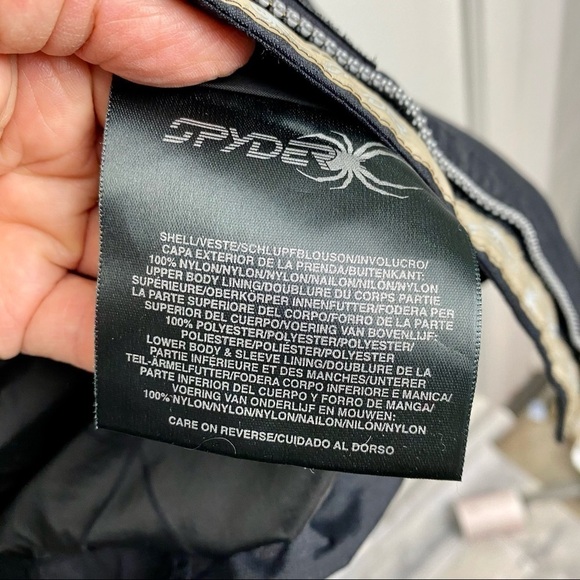 SPYDER
SHELL/VESTE/SCHLUPFBLOUSON/INVOLUCRO/
CAPA EXTERIOR DE LA PRENDA/BUITENKANT:
100% NYLON/NYLON/NYLON/NAILON/NILON/NYLON
UPPER BODY LINING/DOUBLURE DU CORPS PARTIE
SUPÉRIEURE/OBERKÖRPER INNENFUTTER/FODERA PER
LA PARTE SUPERIORE DEL CORPO/FORRO DE LA PARTE
SUPERIOR DEL CUERPO/VOERING VAN BOVENLIJF:
100% POLYESTER/POLYESTER/POLYESTER/
POLIESTERE/POLIÉSTER/POLYESTER
LOWER BODY & SLEEVE LINING/DOUBLURE DE LA
PARTIE INFÉRIEURE ET DES MANCHES/UNTERER
TEIL-ÄRMELFUTTER/FODERA CORPO INFERIORE E MANICA/
PARTE INFERIOR DEL CUERPO Y FORRO DE MANGA/
VOERING VAN ONDERLIJF EN MOUWEN:
100% NYLON/NYLON/NYLON/NAILON/NILÓN/NYLON
CARE ON REVERSE/CUIDADO AL DORSO